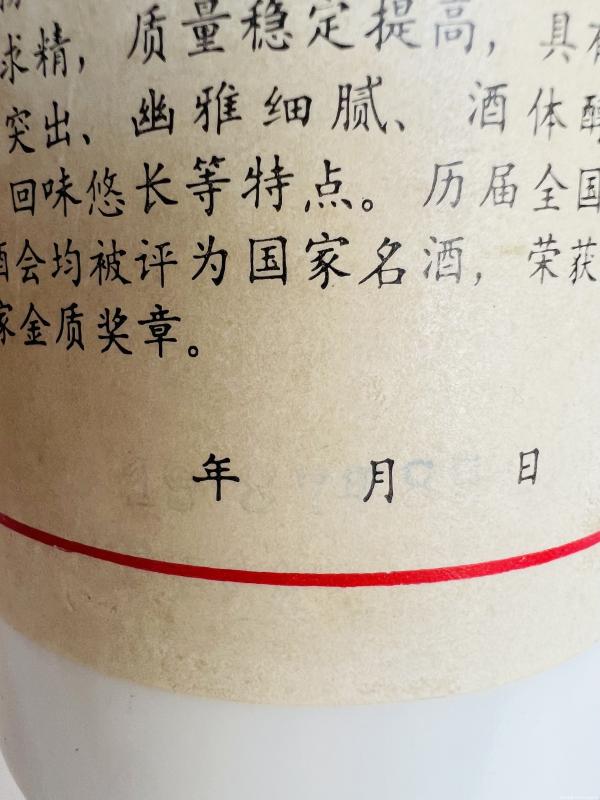 求精，质量稳定提高，具有
突出、幽雅细腻、酒体醇
回味悠长等特点。历届全国
酒会均被评为国家名酒，荣获
家金质奖章。
年 月 日